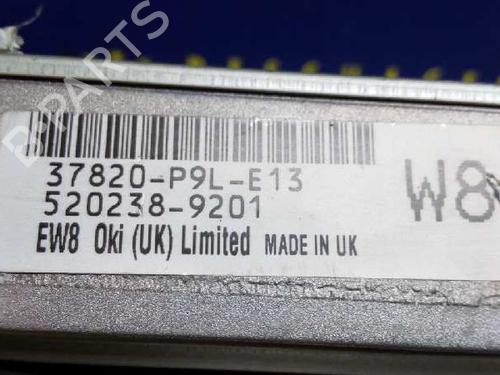 B-PARTS
37820-P9L-E13
520238-9201
EW8 Oki (UK) Limited MADE IN UK
W8